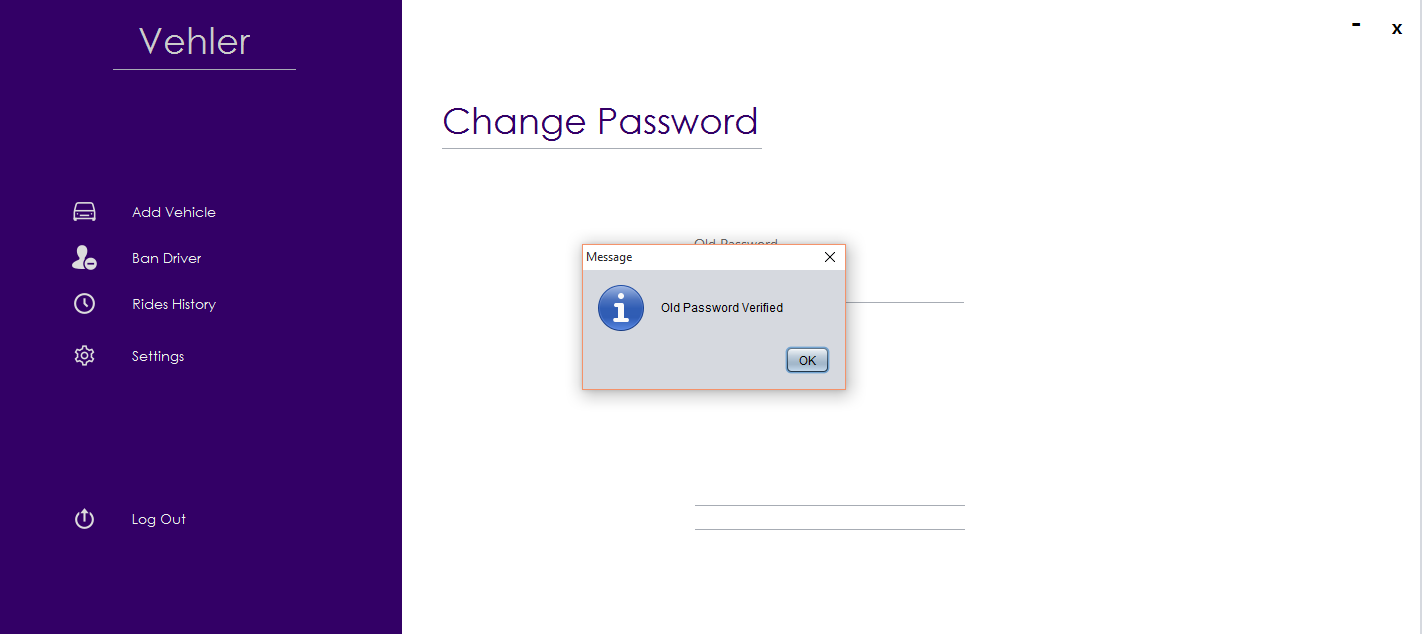 Vehler
- x
Change Password
Add Vehicle
Ban Driver
Rides History
Settings
Log Out
Old Password
Message
Old Password Verified
OK